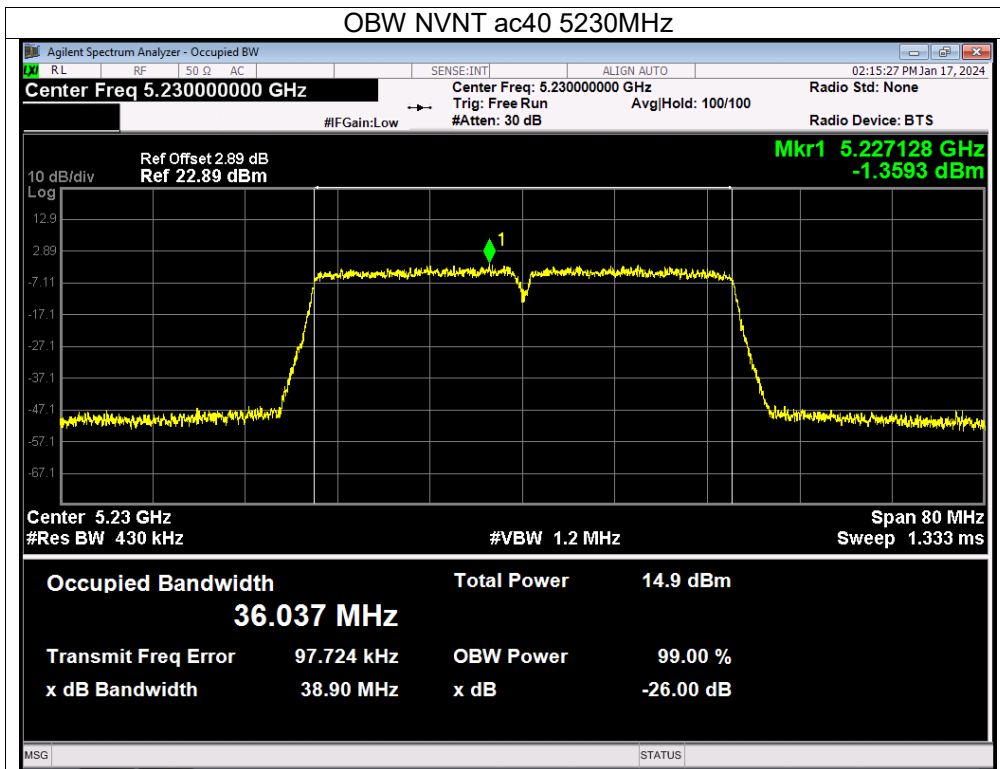 OBW NVNT ac40 5230MHz
Agilent Spectrum Analyzer - Occupied BW
LXI RL RF 50 Ω AC SENSE:INT ALIGN AUTO 02:15:27 PM Jan 17, 2024
Center Freq 5.230000000 GHz Center Freq: 5.230000000 GHz Radio Std: None
Trig: Free Run Avg|Hold: 100/100
#IFGain:Low #Atten: 30 dB Radio Device: BTS
Mkr1 5.227128 GHz
Ref Offset 2.89 dB
-1.3593 dBm
10 dB/div Ref 22.89 dBm
Log
12.9
1
2.89
-7.11
-17.1
-27.1
-37.1
-47.1
-57.1
-67.1
Center 5.23 GHz Span 80 MHz
#Res BW 430 kHz #VBW 1.2 MHz Sweep 1.333 ms
Occupied Bandwidth Total Power 14.9 dBm
36.037 MHz
Transmit Freq Error 97.724 kHz OBW Power 99.00 %
x dB Bandwidth 38.90 MHz x dB -26.00 dB
MSG STATUS